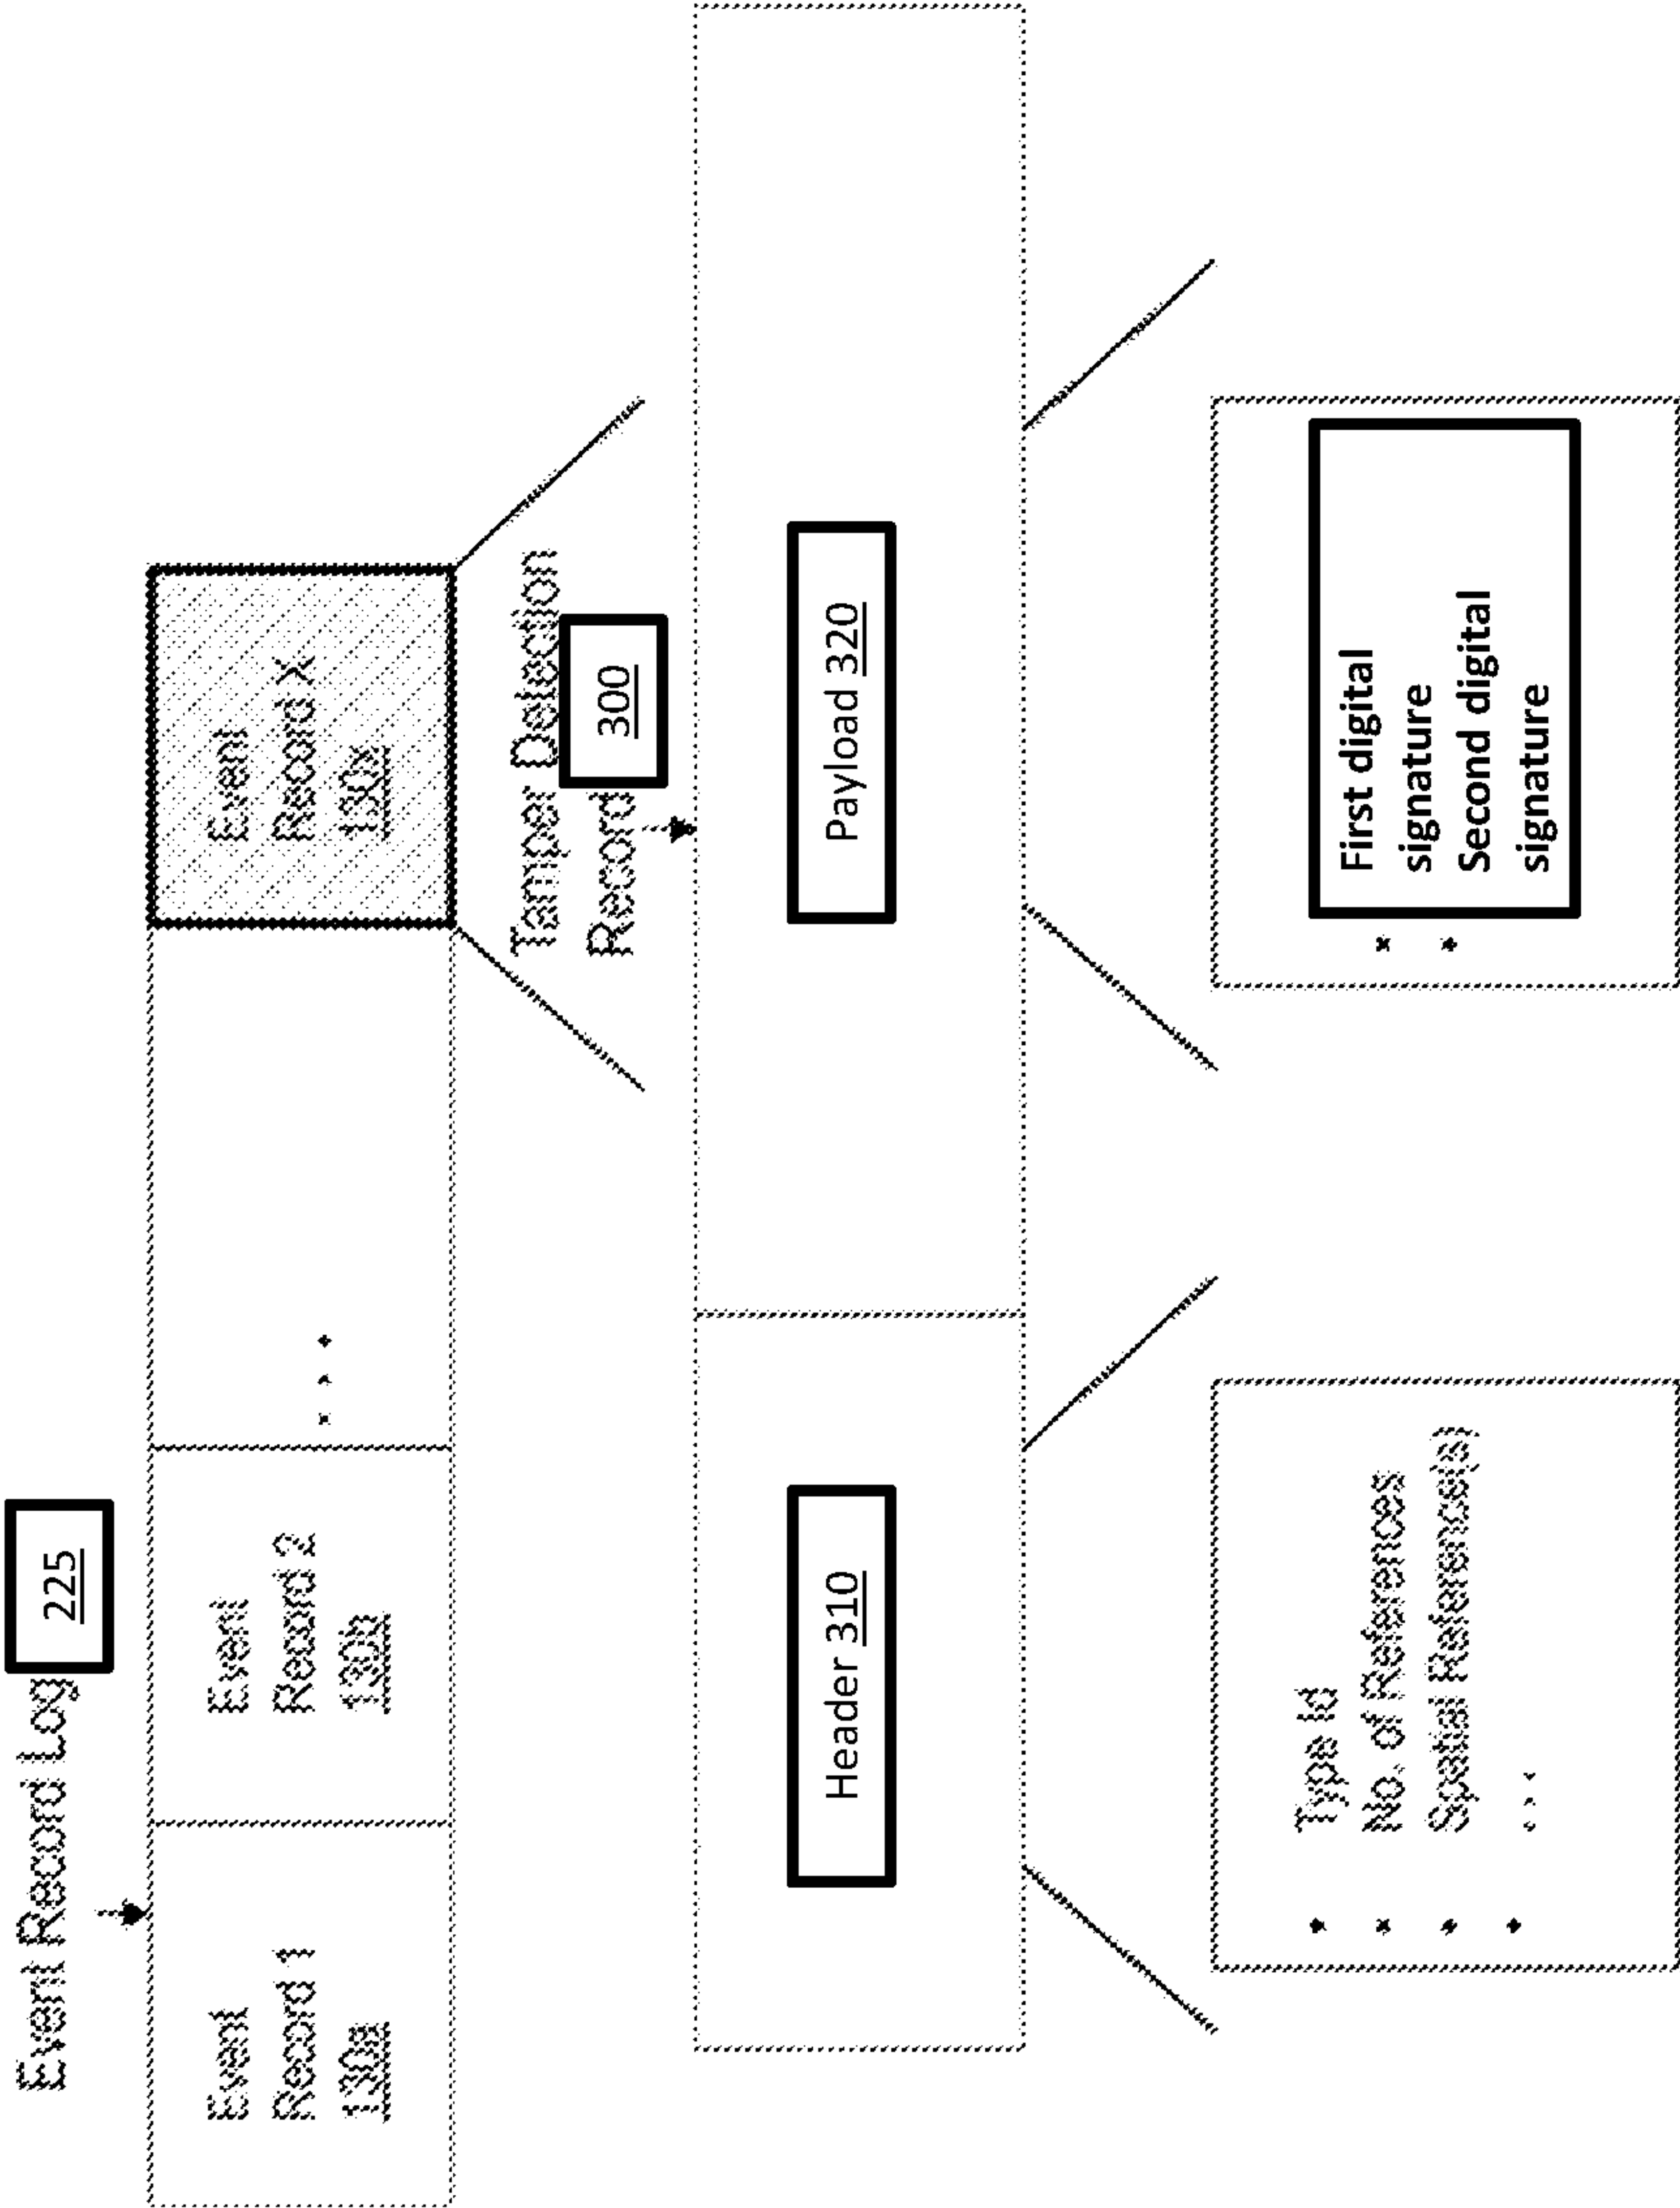 Event Record Log 225
Event
Record 1
130a
Event
Record 2
130b
. . .
Event
Record X
130x
Tamper Detection
Record 300
Header 310
Payload 320
• Type Id
• No. of References
• Spatial Reference(s)
• . . .
• First digital
signature
• Second digital
signature